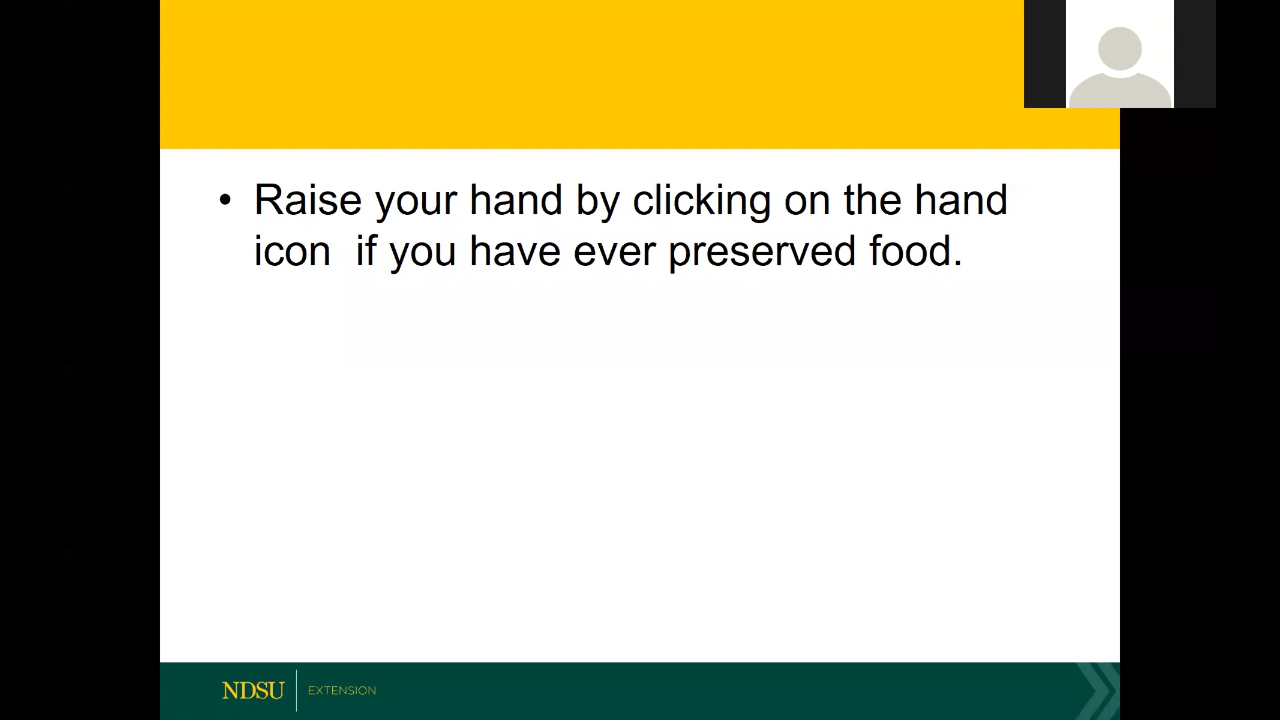 • Raise your hand by clicking on the hand
icon  if you have ever preserved food.
NDSU EXTENSION